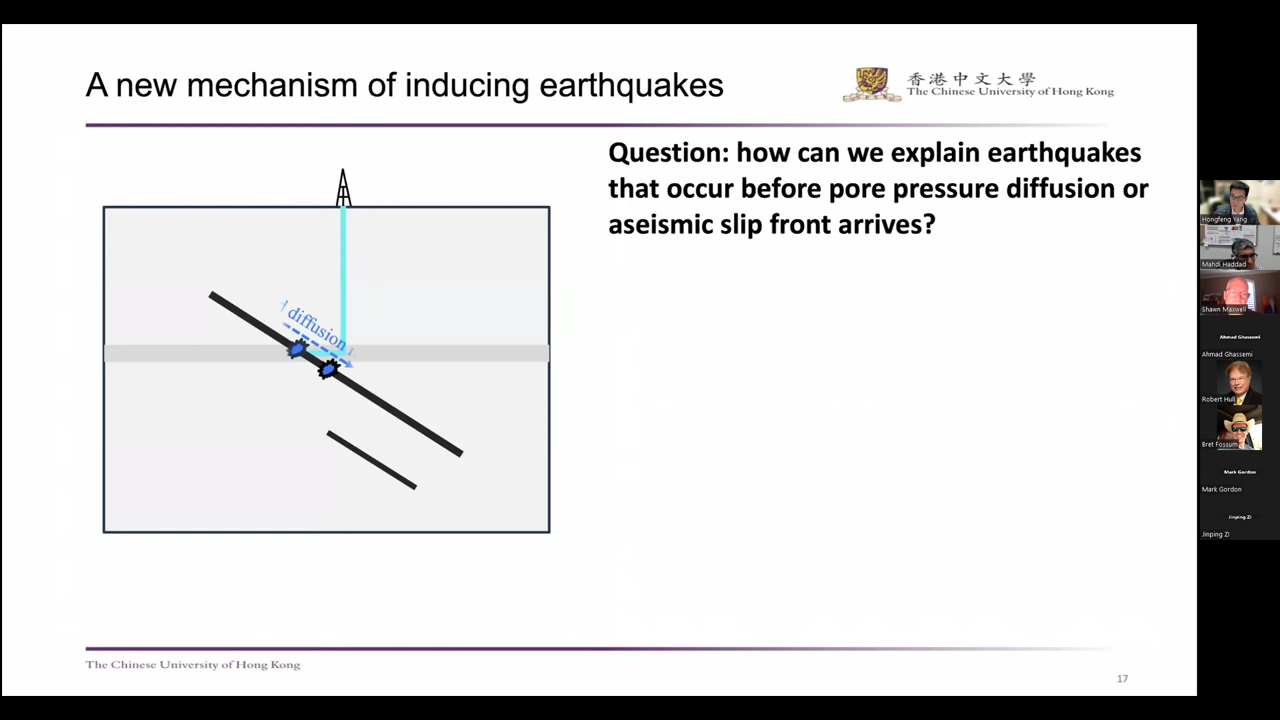 A new mechanism of inducing earthquakes
香港中文大學
The Chinese University of Hong Kong
Question: how can we explain earthquakes
that occur before pore pressure diffusion or
aseismic slip front arrives?
diffusion
The Chinese University of Hong Kong
17
Hongfeng Yang
Mahdi Haddad
Shawn Maxwell
Ahmad Ghassemi
Ahmad Ghassemi
Robert Hull
Bret Fossum
Mark Gordon
Mark Gordon
Jinping ZI
Jinping ZI